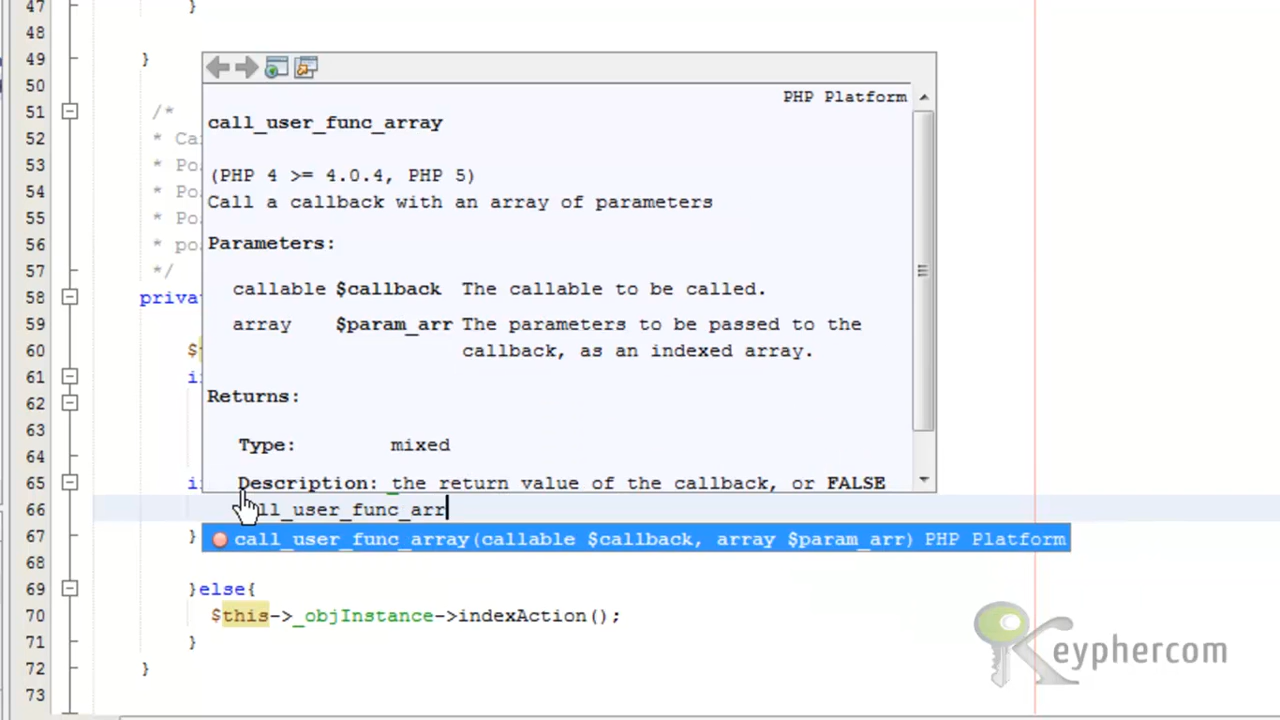 47 }
48
49 }
50
51 /*
52 * Ca
53 * Po
54 * Po
55 * Po
56 * po
57 */
58 priva
59
60 $
61 i
62
63
64
65 i
66 call_user_func_arr
67 }
68
69 }else{
70 $this->_objInstance->indexAction();
71 }
72 }
73
PHP Platform
call_user_func_array
(PHP 4 >= 4.0.4, PHP 5)
Call a callback with an array of parameters
Parameters:
callable $callback The callable to be called.
array $param_arr The parameters to be passed to the
callback, as an indexed array.
Returns:
Type: mixed
Description: the return value of the callback, or FALSE
call_user_func_array(callable $callback, array $param_arr) PHP Platform
Keyphercom